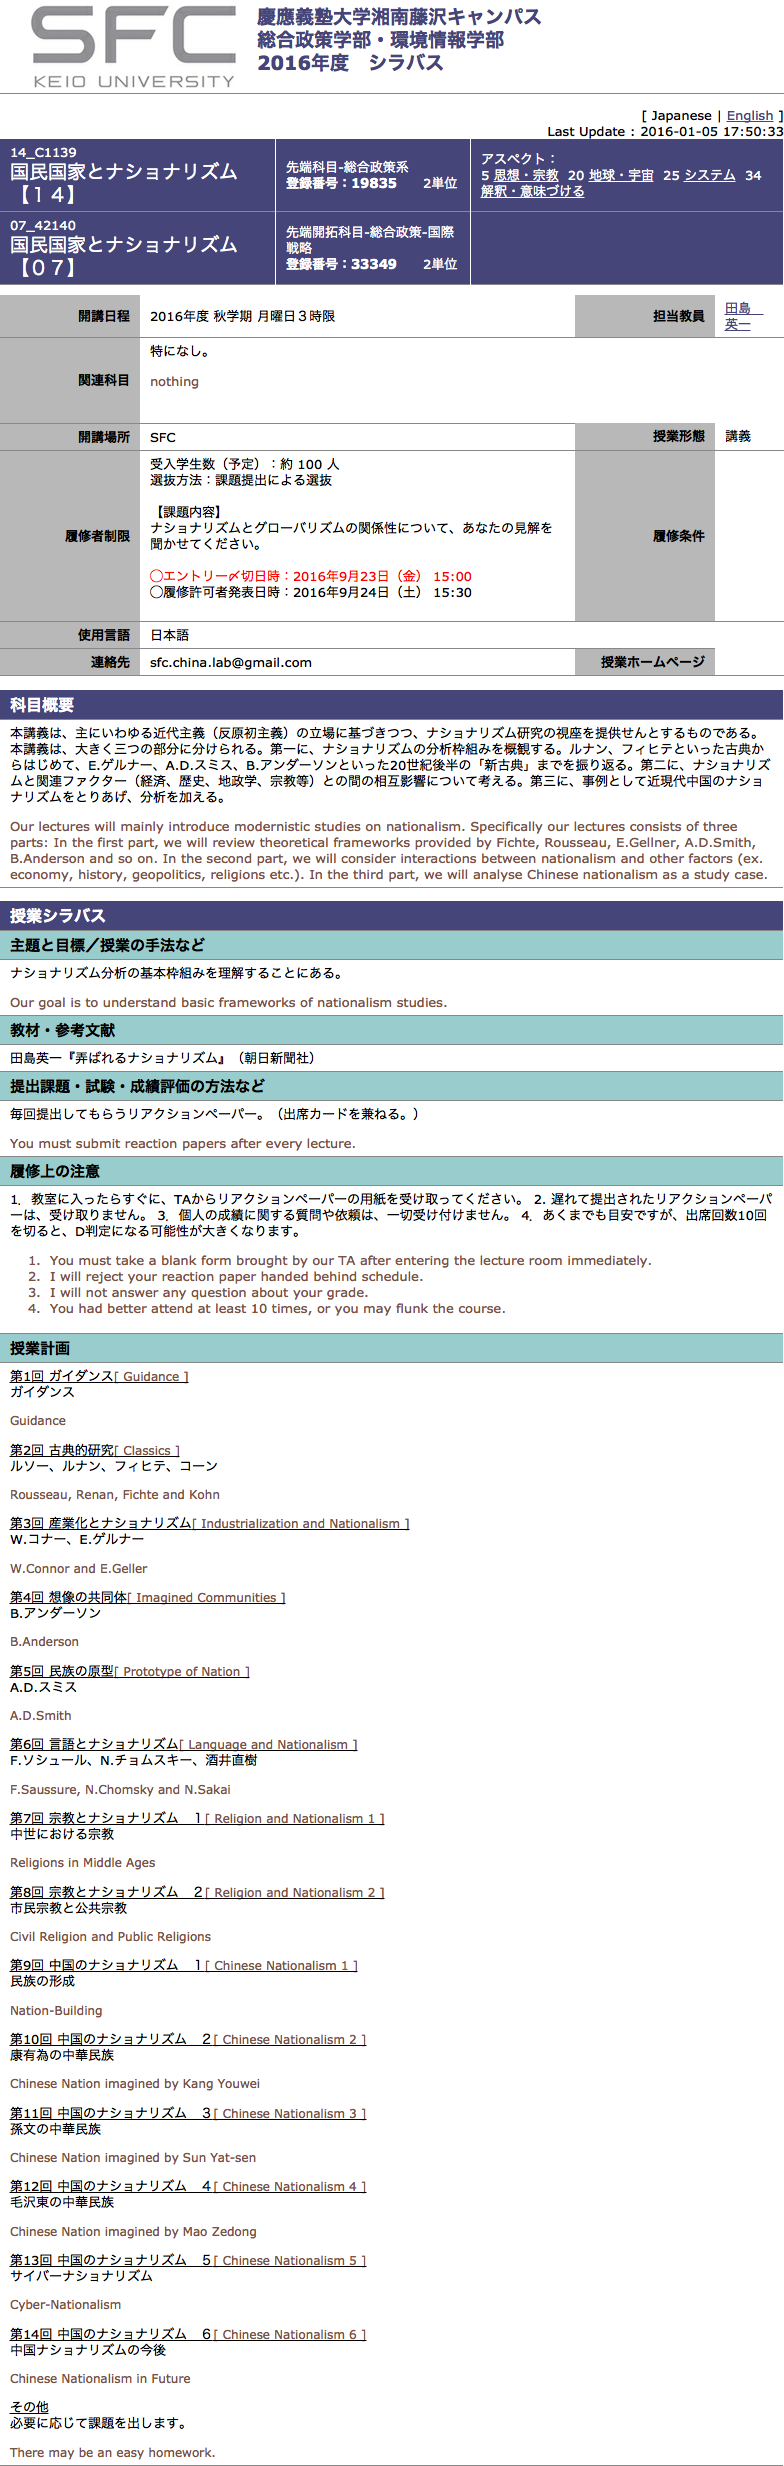 SFC
KEIO UNIVERSITY
慶應義塾大学湘南藤沢キャンパス
総合政策学部・環境情報学部
2016年度　シラバス
[ Japanese | English ]
Last Update : 2016-01-05 17:50:33
14_C1139
国民国家とナショナリズム
【１４】
先端科目-総合政策系
登録番号：19835　　2単位
アスペクト：
5 思想・宗教 20 地球・宇宙 25 システム 34
解釈・意味づける
07_42140
国民国家とナショナリズム
【０７】
先端開拓科目-総合政策-国際
戦略
登録番号：33349　　2単位
開講日程
2016年度 秋学期 月曜日３時限
担当教員
田島　
英一
関連科目
特になし。
nothing
開講場所
SFC
授業形態
講義
履修者制限
受入学生数（予定）：約 100 人
選抜方法：課題提出による選抜
【課題内容】
ナショナリズムとグローバリズムの関係性について、あなたの見解を
聞かせてください。
◯エントリー〆切日時：2016年9月23日（金） 15:00
◯履修許可者発表日時：2016年9月24日（土） 15:30
履修条件
使用言語
日本語
連絡先
sfc.china.lab@gmail.com
授業ホームページ
科目概要
本講義は、主にいわゆる近代主義（反原初主義）の立場に基づきつつ、ナショナリズム研究の視座を提供せんとするものである。
本講義は、大きく三つの部分に分けられる。第一に、ナショナリズムの分析枠組みを概観する。ルナン、フィヒテといった古典か
らはじめて、E.ゲルナー、A.D.スミス、B.アンダーソンといった20世紀後半の「新古典」までを振り返る。第二に、ナショナリズ
ムと関連ファクター（経済、歴史、地政学、宗教等）との間の相互影響について考える。第三に、事例として近現代中国のナショ
ナリズムをとりあげ、分析を加える。
Our lectures will mainly introduce modernistic studies on nationalism. Specifically our lectures consists of three
parts: In the first part, we will review theoretical frameworks provided by Fichte, Rousseau, E.Gellner, A.D.Smith,
B.Anderson and so on. In the second part, we will consider interactions between nationalism and other factors (ex.
economy, history, geopolitics, religions etc.). In the third part, we will analyse Chinese nationalism as a study case.
授業シラバス
主題と目標／授業の手法など
ナショナリズム分析の基本枠組みを理解することにある。
Our goal is to understand basic frameworks of nationalism studies.
教材・参考文献
田島英一『弄ばれるナショナリズム』（朝日新聞社）
提出課題・試験・成績評価の方法など
毎回提出してもらうリアクションペーパー。（出席カードを兼ねる。）
You must submit reaction papers after every lecture.
履修上の注意
1．教室に入ったらすぐに、TAからリアクションペーパーの用紙を受け取ってください。 2. 遅れて提出されたリアクションペーパ
ーは、受け取りません。 3．個人の成績に関する質問や依頼は、一切受け付けません。 4．あくまでも目安ですが、出席回数10回
を切ると、D判定になる可能性が大きくなります。
1. You must take a blank form brought by our TA after entering the lecture room immediately.
2. I will reject your reaction paper handed behind schedule.
3. I will not answer any question about your grade.
4. You had better attend at least 10 times, or you may flunk the course.
授業計画
第1回 ガイダンス[ Guidance ]
ガイダンス
Guidance
第2回 古典的研究[ Classics ]
ルソー、ルナン、フィヒテ、コーン
Rousseau, Renan, Fichte and Kohn
第3回 産業化とナショナリズム[ Industrialization and Nationalism ]
W.コナー、E.ゲルナー
W.Connor and E.Geller
第4回 想像の共同体[ Imagined Communities ]
B.アンダーソン
B.Anderson
第5回 民族の原型[ Prototype of Nation ]
A.D.スミス
A.D.Smith
第6回 言語とナショナリズム[ Language and Nationalism ]
F.ソシュール、N.チョムスキー、酒井直樹
F.Saussure, N.Chomsky and N.Sakai
第7回 宗教とナショナリズム　１[ Religion and Nationalism 1 ]
中世における宗教
Religions in Middle Ages
第8回 宗教とナショナリズム　２[ Religion and Nationalism 2 ]
市民宗教と公共宗教
Civil Religion and Public Religions
第9回 中国のナショナリズム　１[ Chinese Nationalism 1 ]
民族の形成
Nation-Building
第10回 中国のナショナリズム　２[ Chinese Nationalism 2 ]
康有為の中華民族
Chinese Nation imagined by Kang Youwei
第11回 中国のナショナリズム　３[ Chinese Nationalism 3 ]
孫文の中華民族
Chinese Nation imagined by Sun Yat-sen
第12回 中国のナショナリズム　４[ Chinese Nationalism 4 ]
毛沢東の中華民族
Chinese Nation imagined by Mao Zedong
第13回 中国のナショナリズム　５[ Chinese Nationalism 5 ]
サイバーナショナリズム
Cyber-Nationalism
第14回 中国のナショナリズム　６[ Chinese Nationalism 6 ]
中国ナショナリズムの今後
Chinese Nationalism in Future
その他
必要に応じて課題を出します。
There may be an easy homework.